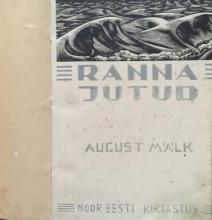 RANNA
JUTUD
AUGUST MÄLK
NOOR-EESTI KIRJASTUS